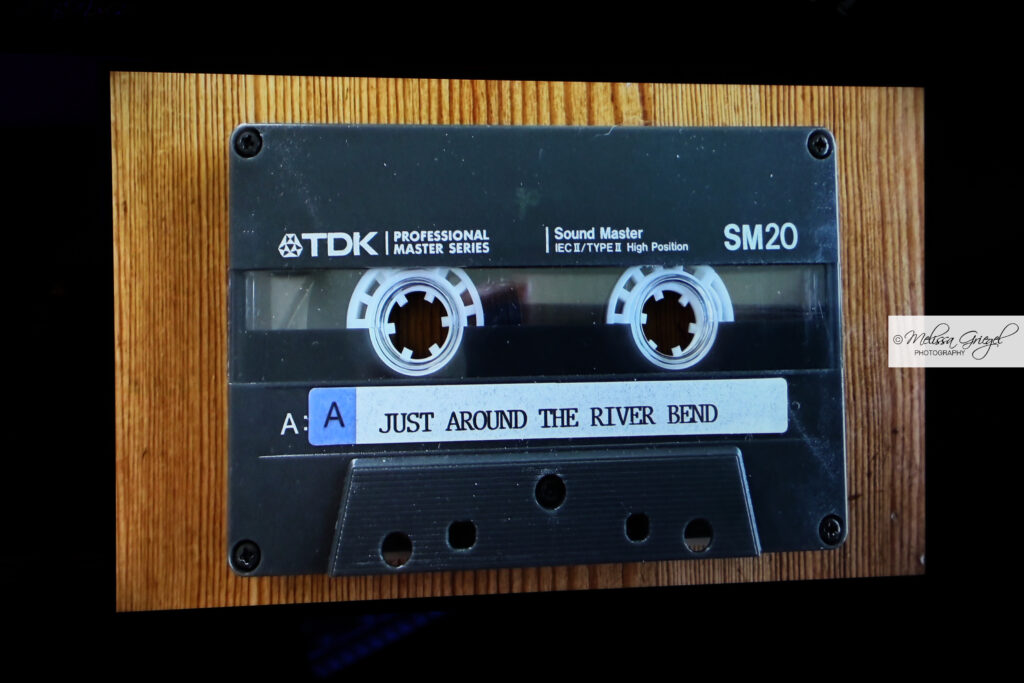 TDK
PROFESSIONAL
MASTER SERIES
Sound Master
IEC II/TYPE II High Position
SM20
A:
A
JUST AROUND THE RIVER BEND
© Melissa Griegel
PHOTOGRAPHY